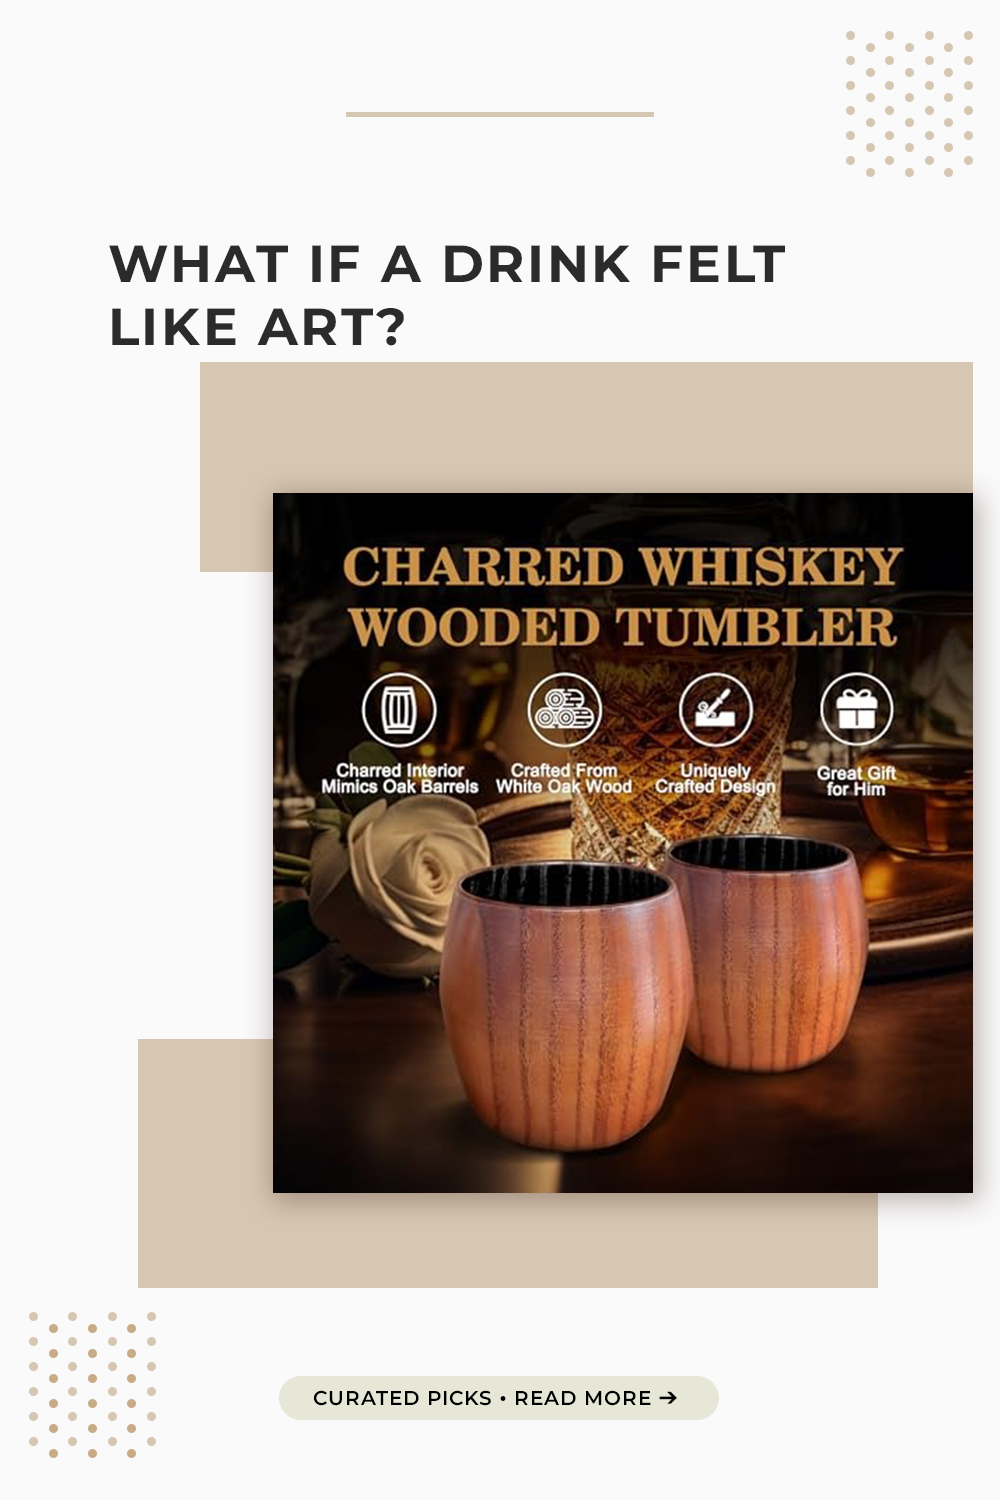 WHAT IF A DRINK FELT
LIKE ART?
CHARRED WHISKEY
WOODED TUMBLER
Charred Interior
Mimics Oak Barrels
Crafted From
White Oak Wood
Uniquely
Crafted Design
Great Gift
for Him
CURATED PICKS • READ MORE ➔